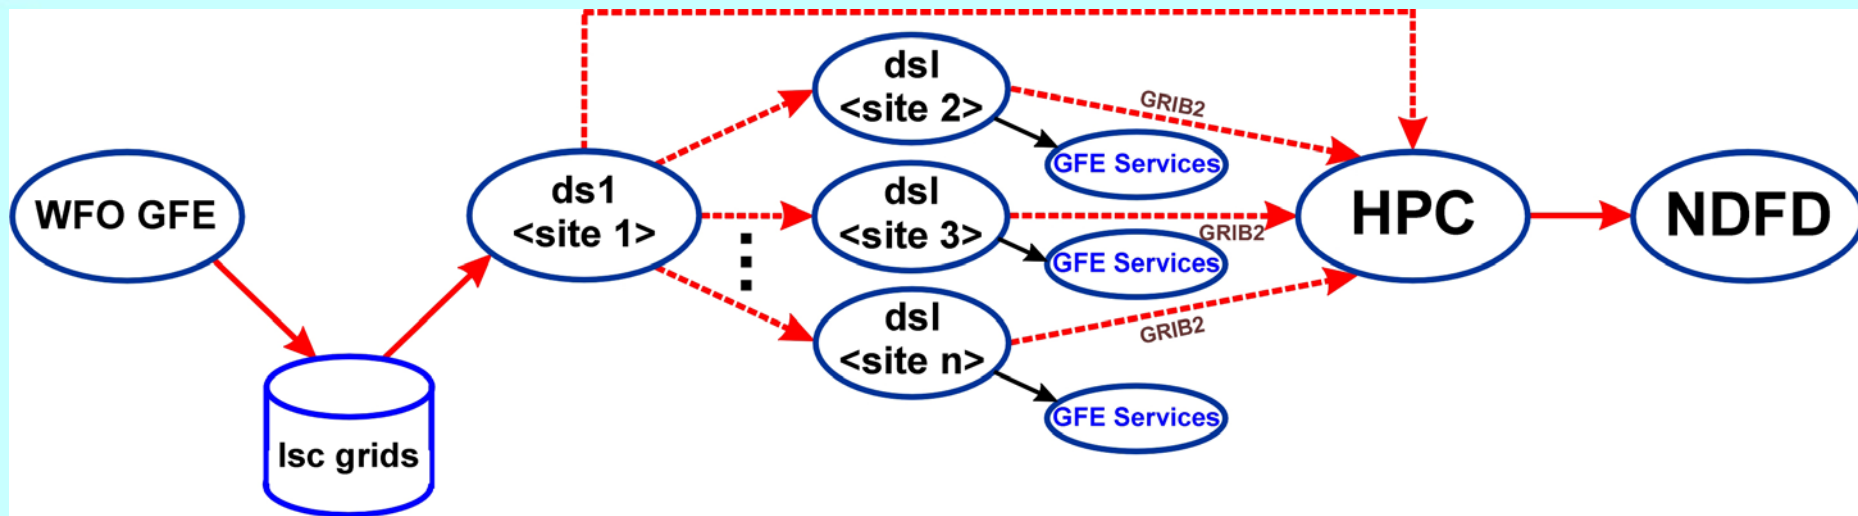 WFO GFE
Isc grids
ds1
<site 1>
dsl
<site 2>
GRIB2
GFE Services
dsl
<site 3>
GRIB2
GFE Services
dsl
<site n>
GRIB2
GFE Services
HPC
NDFD